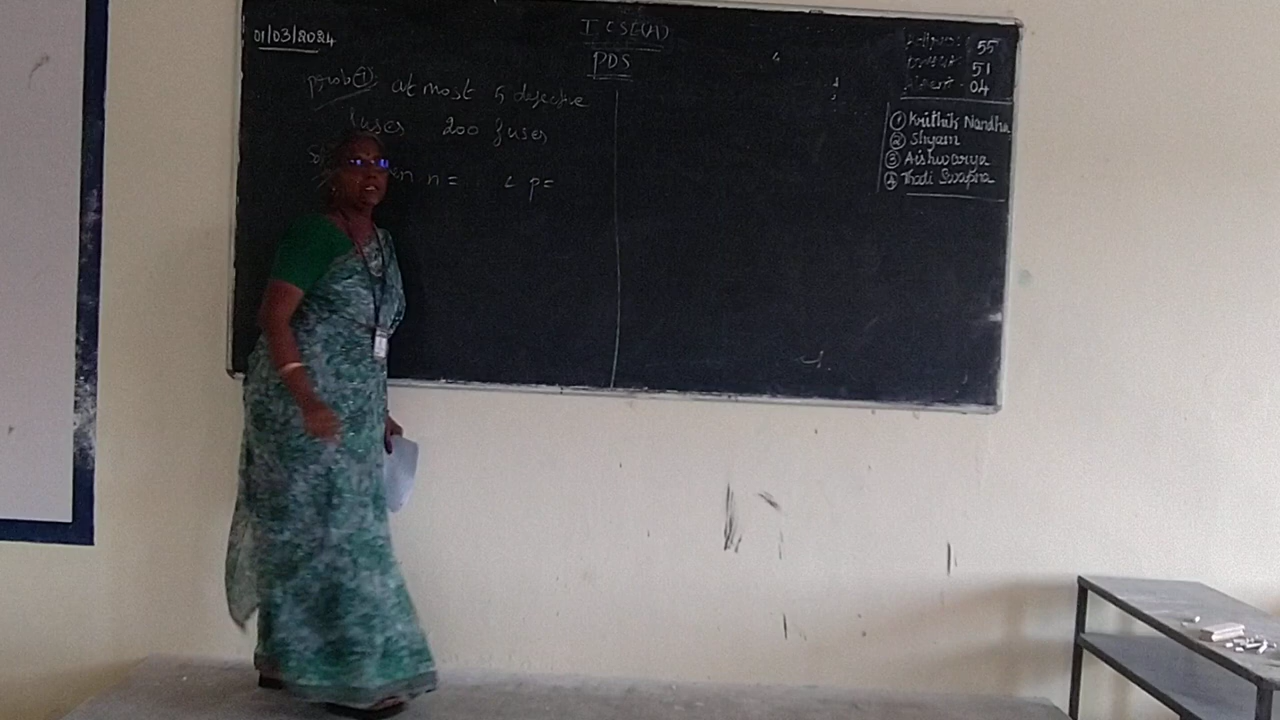 01/03/2024
I CSE(A)
PDS
prob① at most 5 defective
fuses 200 fuses
n = & p =
55
51
04
① Krithik Nandha
② Shyam
③ Aishwarya
④ Thadi Swapna